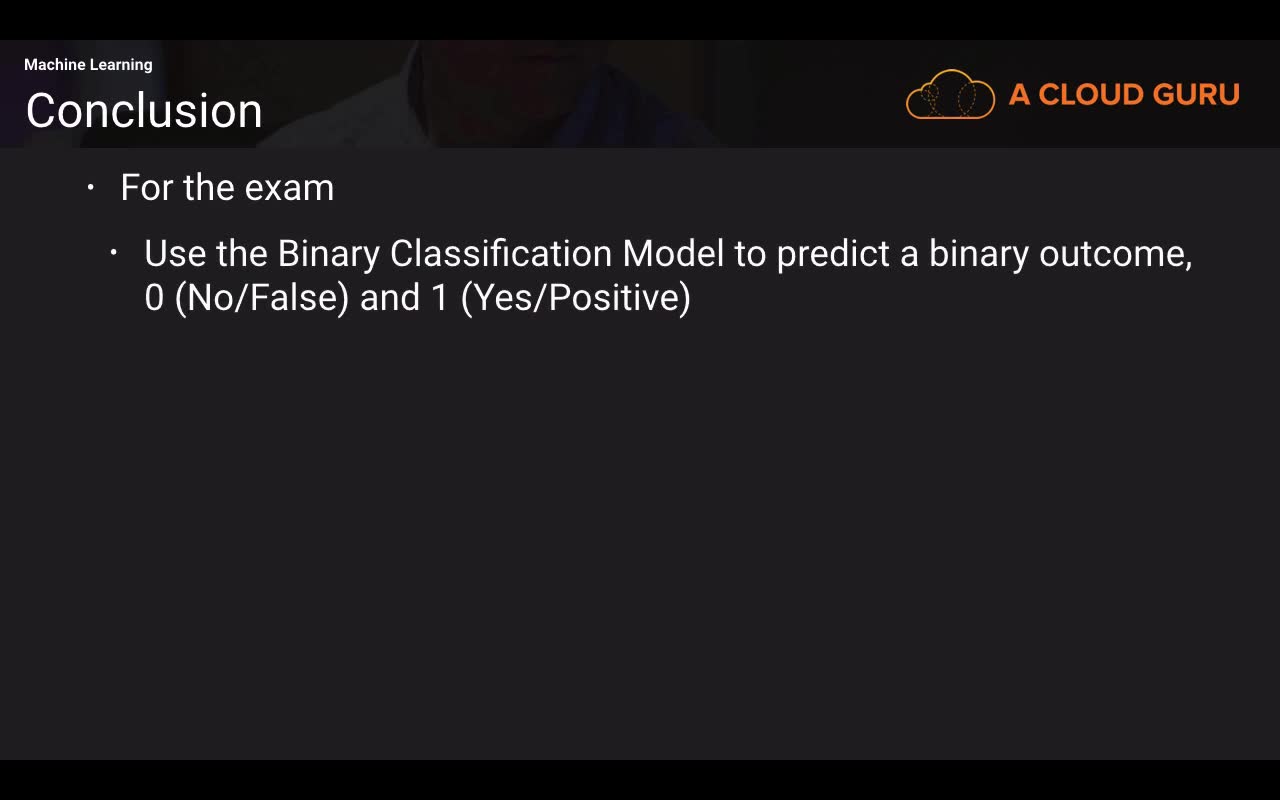 Machine Learning
Conclusion
A CLOUD GURU
• For the exam
• Use the Binary Classification Model to predict a binary outcome,
0 (No/False) and 1 (Yes/Positive)